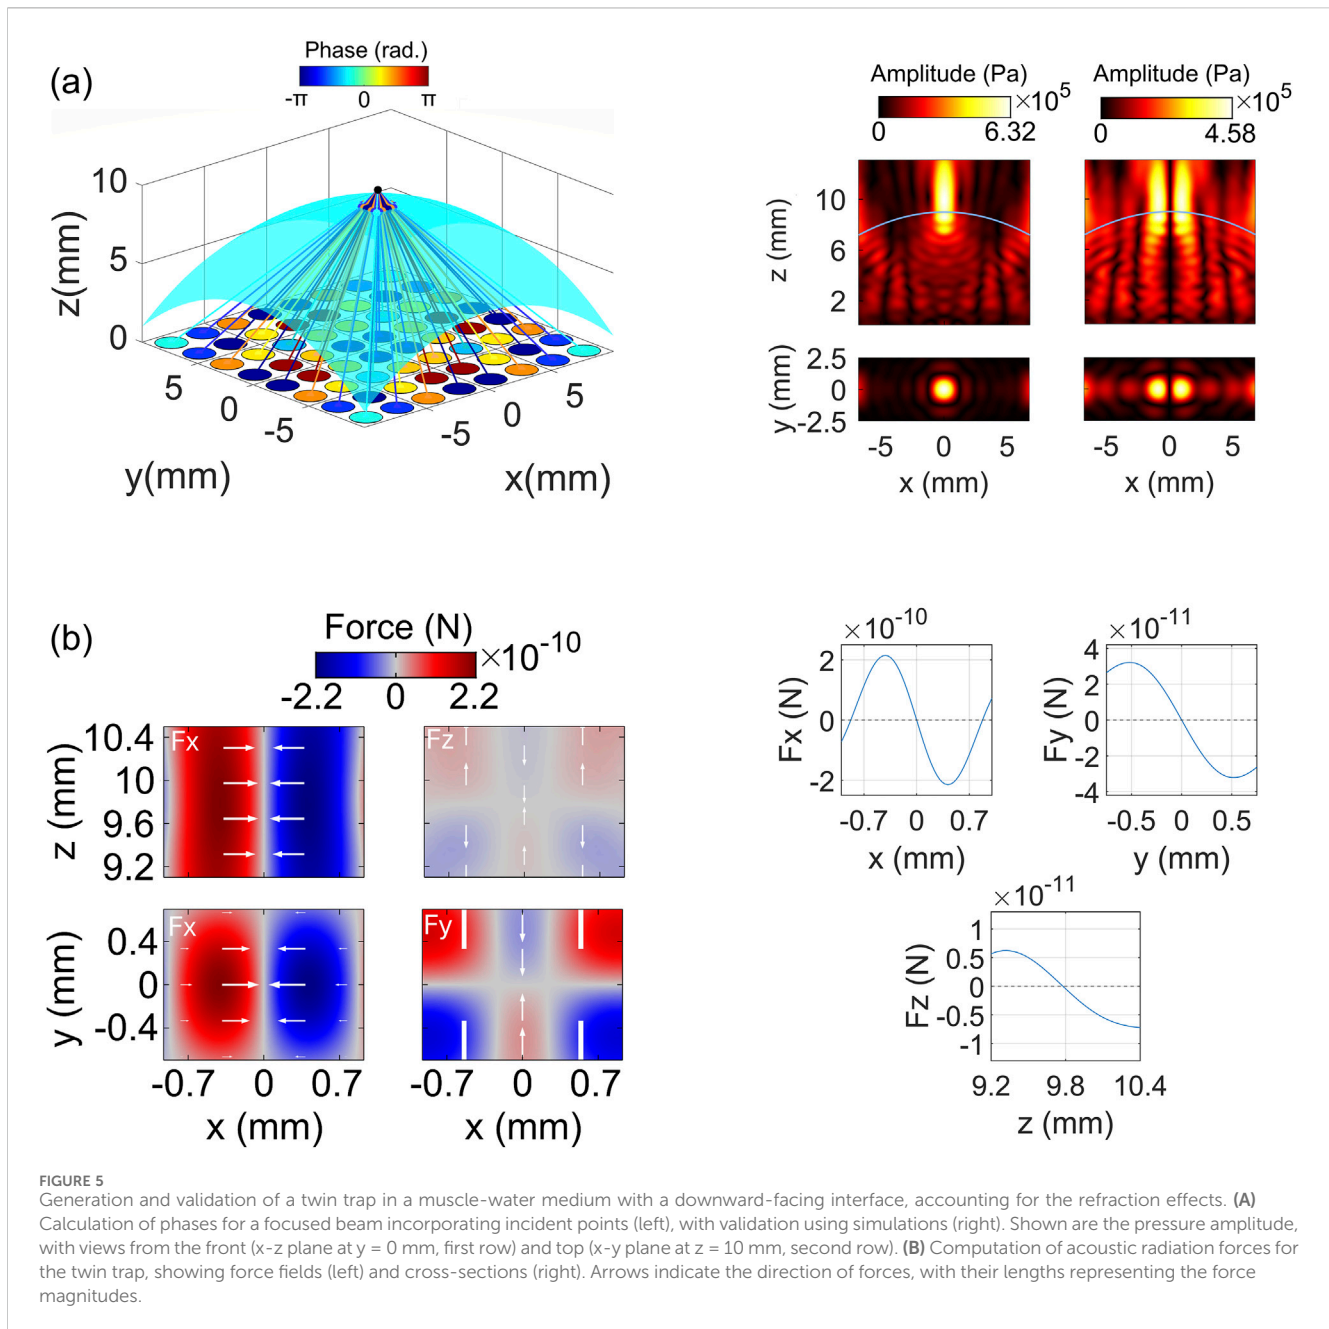 (a)
Phase (rad.)
-π 0 π
z(mm)
10
5
0
5
0
-5
y(mm)
-5
0
5
x(mm)
Amplitude (Pa)
×10^5
0 6.32
Amplitude (Pa)
×10^5
0 4.58
z (mm)
10
6
2
y (mm)
2.5
0
-2.5
-5 0 5
x (mm)
-5 0 5
x (mm)
(b)
Force (N)
×10^-10
-2.2 0 2.2
Fx
z (mm)
10.4
10
9.6
9.2
Fz
Fx
y (mm)
0.4
0
-0.4
-0.7 0 0.7
x (mm)
Fy
-0.7 0 0.7
x (mm)
×10^-10
Fx (N)
2
0
-2
-0.7 0 0.7
x (mm)
×10^-11
Fy (N)
4
2
0
-2
-4
-0.5 0 0.5
y (mm)
×10^-11
Fz (N)
1
0.5
0
-0.5
-1
9.2 9.8 10.4
z (mm)
FIGURE 5
Generation and validation of a twin trap in a muscle-water medium with a downward-facing interface, accounting for the refraction effects. (A)
Calculation of phases for a focused beam incorporating incident points (left), with validation using simulations (right). Shown are the pressure amplitude,
with views from the front (x-z plane at y = 0 mm, first row) and top (x-y plane at z = 10 mm, second row). (B) Computation of acoustic radiation forces for
the twin trap, showing force fields (left) and cross-sections (right). Arrows indicate the direction of forces, with their lengths representing the force
magnitudes.